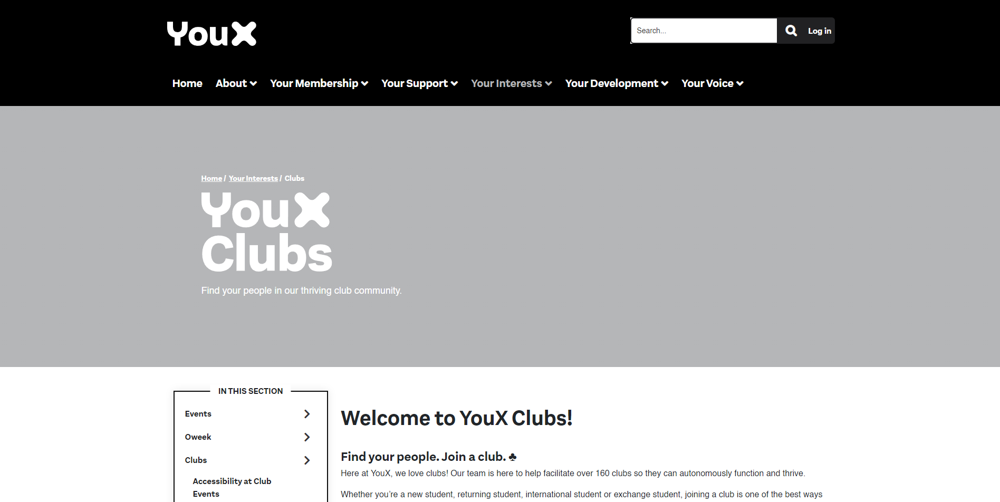 YouX
Search...
Log in
Home About Your Membership Your Support Your Interests Your Development Your Voice
Home / Your Interests / Clubs
YouX
Clubs
Find your people in our thriving club community.
IN THIS SECTION
Events
Oweek
Clubs
Accessibility at Club
Events
Welcome to YouX Clubs!
Find your people. Join a club. ♣
Here at YouX, we love clubs! Our team is here to help facilitate over 160 clubs so they can autonomously function and thrive.
Whether you’re a new student, returning student, international student or exchange student, joining a club is one of the best ways